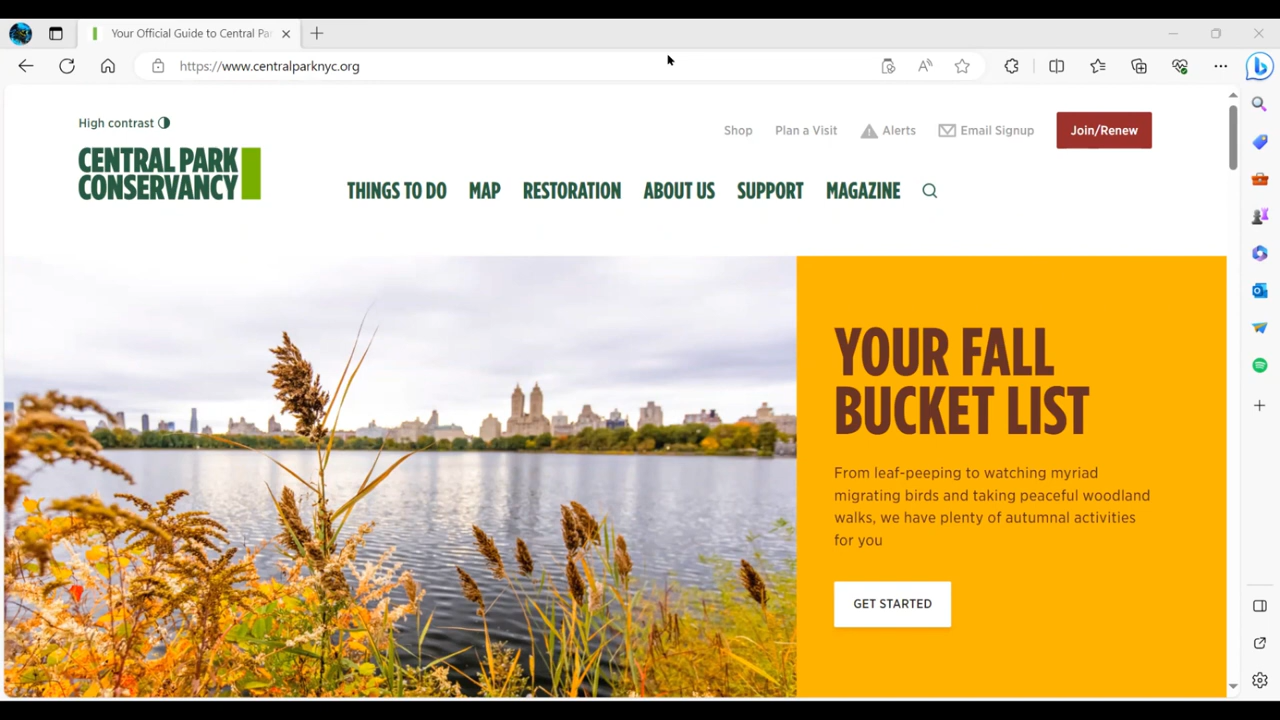 Your Official Guide to Central Pa
https://www.centralparknyc.org
High contrast
Shop Plan a Visit Alerts Email Signup Join/Renew
CENTRAL PARK
CONSERVANCY
THINGS TO DO MAP RESTORATION ABOUT US SUPPORT MAGAZINE
YOUR FALL
BUCKET LIST
From leaf-peeping to watching myriad
migrating birds and taking peaceful woodland
walks, we have plenty of autumnal activities
for you
GET STARTED